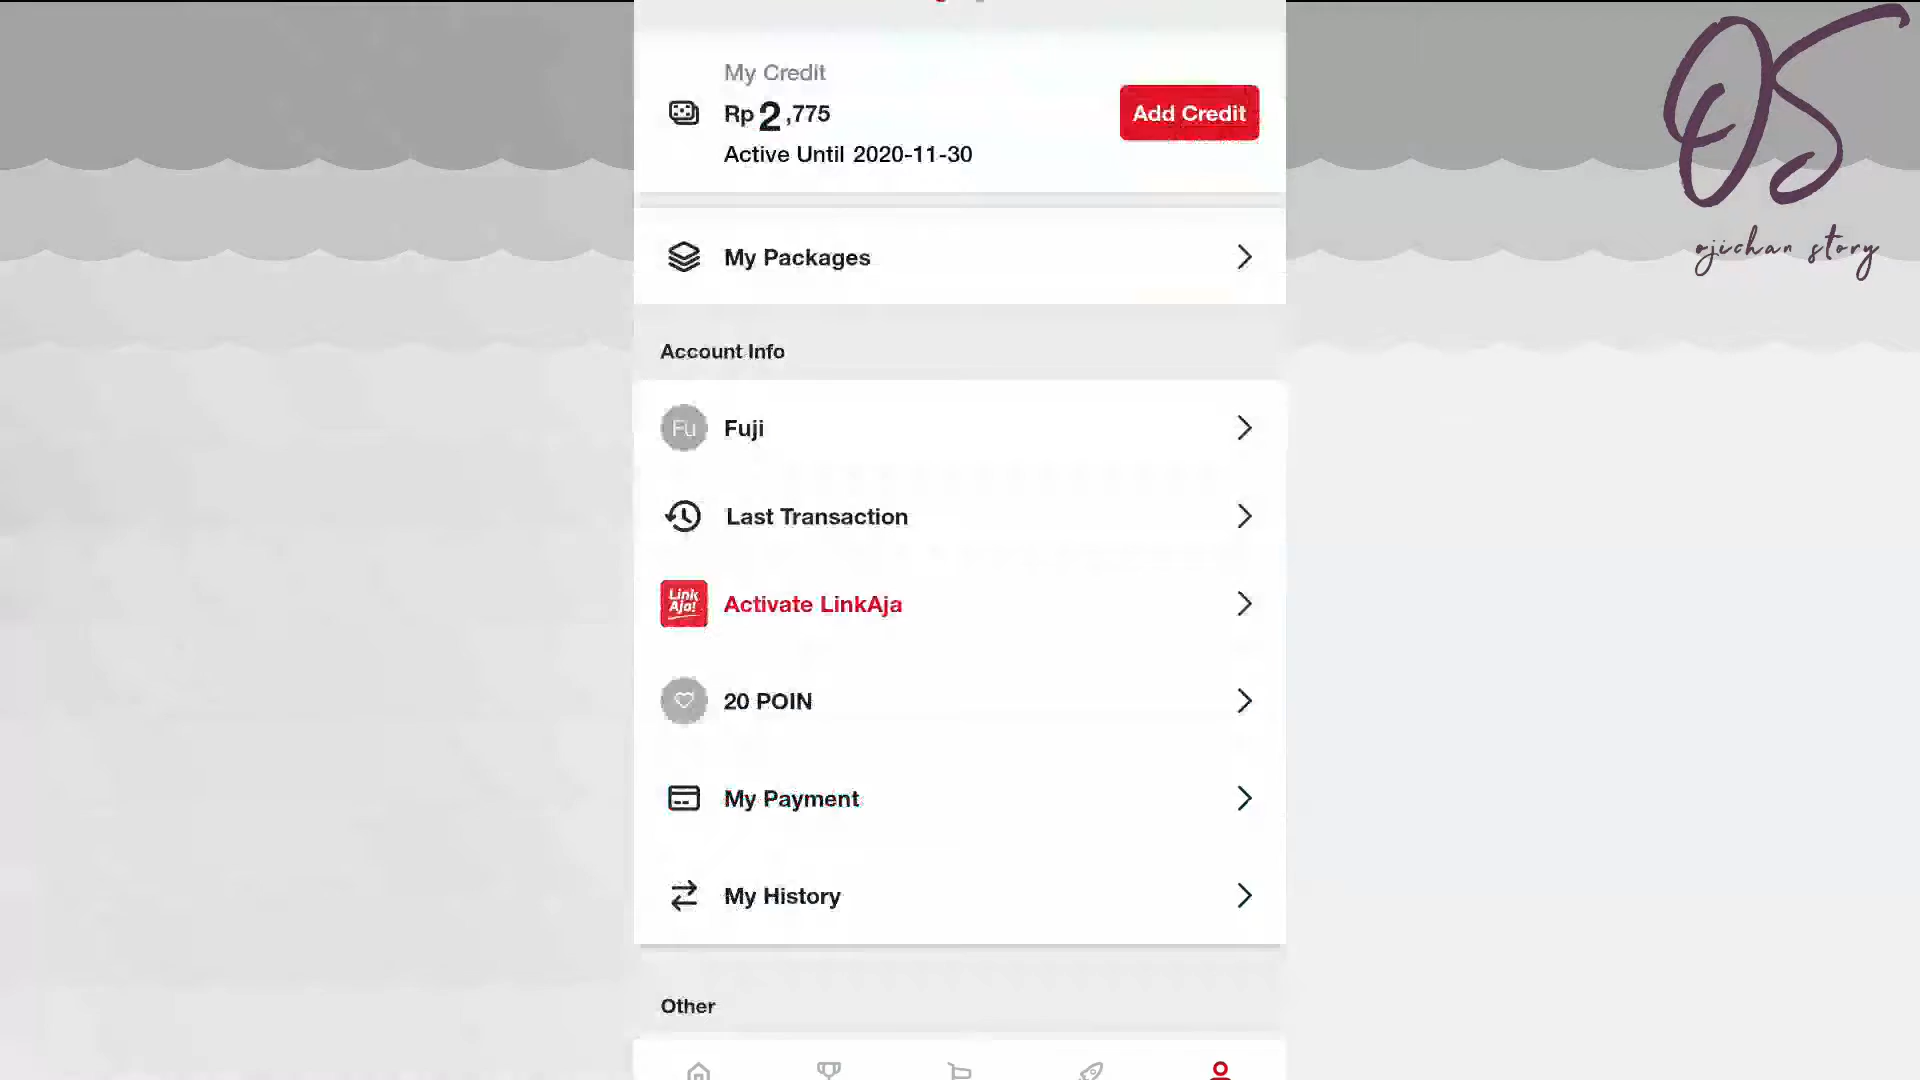 My Credit
Rp 2,775
Add Credit
Active Until 2020-11-30
My Packages
Account Info
Fu
Fuji
Last Transaction
Link
Aja!
Activate LinkAja
20 POIN
My Payment
My History
Other
OS
ojichan story